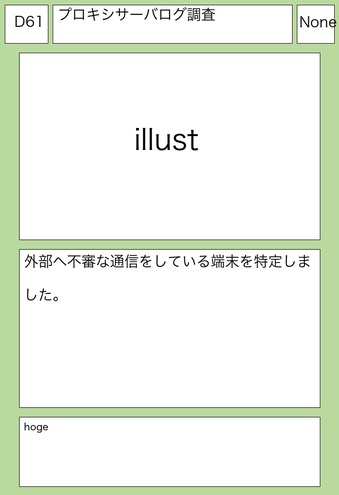 D61
プロキシサーバログ調査
None
illust
外部へ不審な通信をしている端末を特定しま
した。
hoge